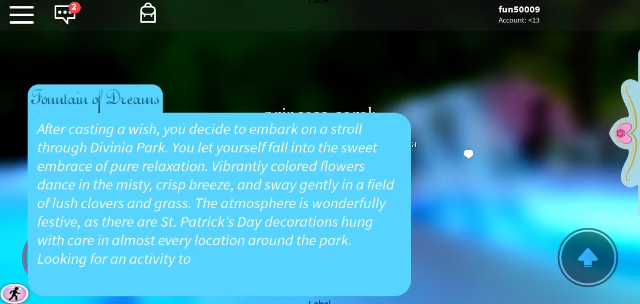 Label
2
fun50009
Account: <13
Fountain of Dreams
After casting a wish, you decide to embark on a stroll
through Divinia Park. You let yourself fall into the sweet
embrace of pure relaxation. Vibrantly colored flowers
dance in the misty, crisp breeze, and sway gently in a field
of lush clovers and grass. The atmosphere is wonderfully
festive, as there are St. Patrick's Day decorations hung
with care in almost every location around the park.
Looking for an activity to
Label